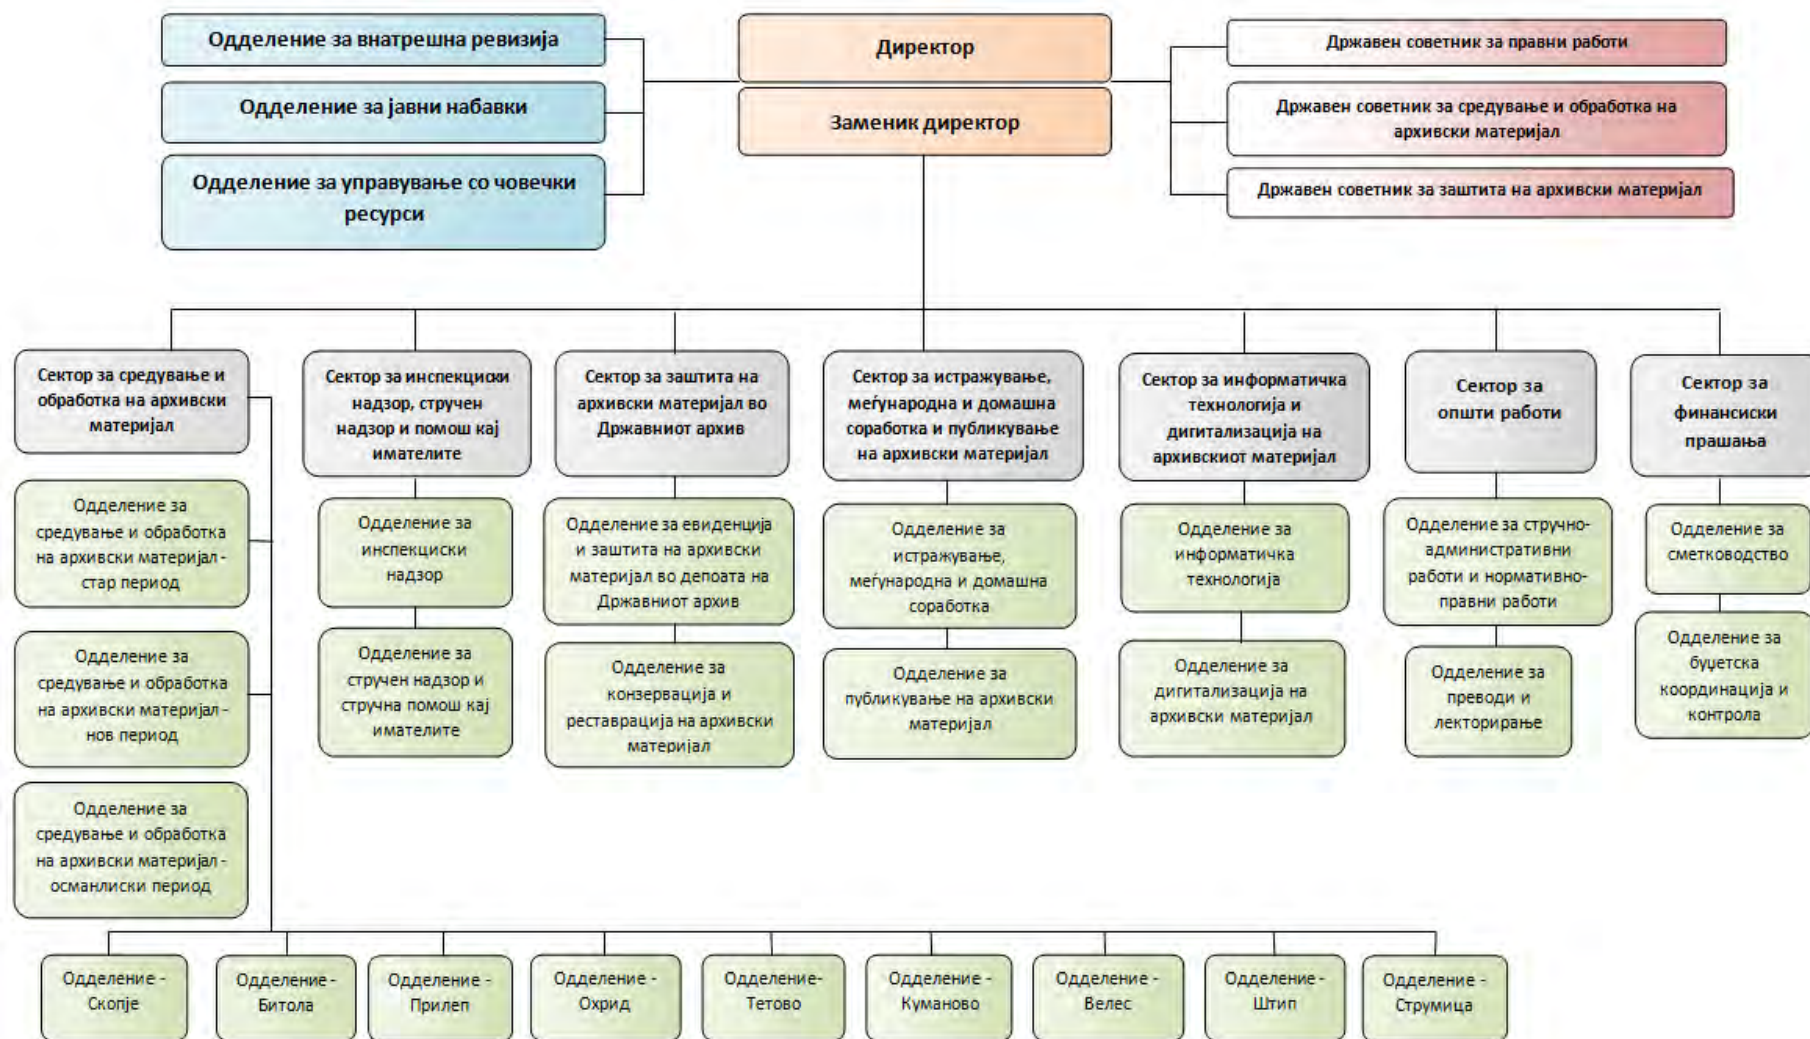 Одделение за внатрешна ревизија
Одделение за јавни набавки
Одделение за управување со човечки
ресурси
Директор
Заменик директор
Државен советник за правни работи
Државен советник за средување и обработка на
архивски материјал
Државен советник за заштита на архивски материјал
Сектор за средување и
обработка на архивски
материјал
Сектор за инспекциски
надзор, стручен
надзор и помош кај
имателите
Сектор за заштита на
архивски материјал во
Државниот архив
Сектор за истражување,
меѓународна и домашна
соработка и публикување
на архивски материјал
Сектор за информатичка
технологија и
дигитализација на
архивскиот материјал
Сектор за
општи работи
Сектор за
финансиски
прашања
Одделение за
средување и обработка
на архивски материјал-
стар период
Одделение за
средување и обработка
на архивски материјал-
нов период
Одделение за
средување и обработка
на архивски материјал -
османлиски период
Одделение за
инспекциски
надзор
Одделение за
стручен надзор и
стручна помош кај
имателите
Одделение за евиденција
и заштита на архивски
материјал во депоата на
Државниот архив
Одделение за
конзервација и
реставрација на архивски
материјал
Одделение за
истражување,
меѓународна и домашна
соработка
Одделение за
публикување на архивски
материјал
Одделение за
информатичка
технологија
Одделение за
дигитализација на
архивски материјал
Одделение за стручно-
административни
работи и нормативно-
правни работи
Одделение за
преводи и
лекторирање
Одделение за
сметководство
Одделение за
буџетска
координација и
контрола
Одделение -
Скопје
Одделение -
Битола
Одделение -
Прилеп
Одделение -
Охрид
Одделение-
Тетово
Одделение -
Куманово
Одделение -
Велес
Одделение -
Штип
Одделение -
Струмица